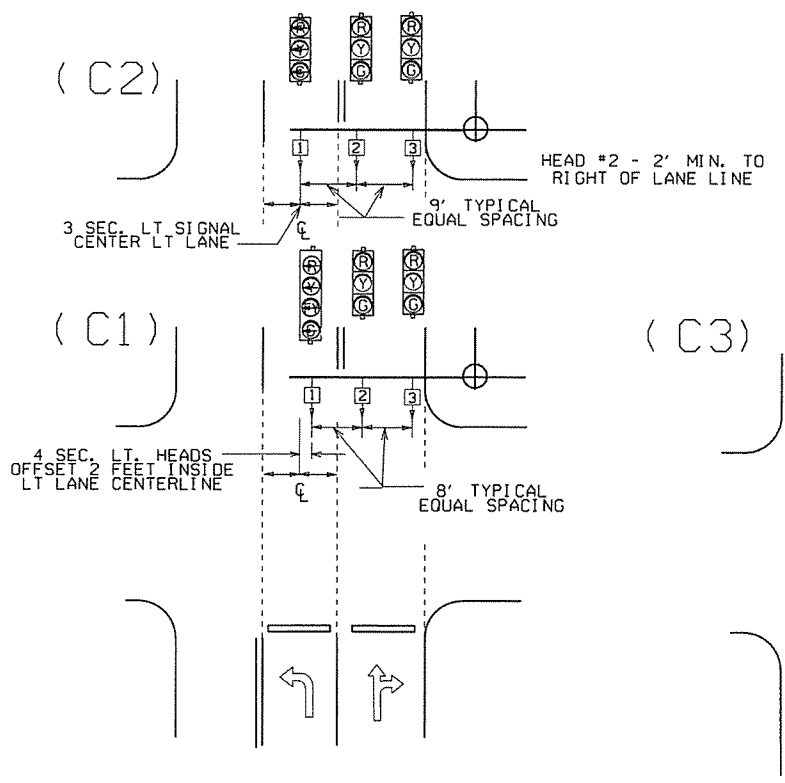 R R R
Y Y Y
G G G
( C2 )
1 2 3
HEAD #2 - 2' MIN. TO
RIGHT OF LANE LINE
9' TYPICAL
EQUAL SPACING
3 SEC. LT SIGNAL
CENTER LT LANE
CL
R R R
Y Y Y
G G
G
( C1 )
( C3 )
1 2 3
4 SEC. LT. HEADS
OFFSET 2 FEET INSIDE
LT LANE CENTERLINE
CL
8' TYPICAL
EQUAL SPACING